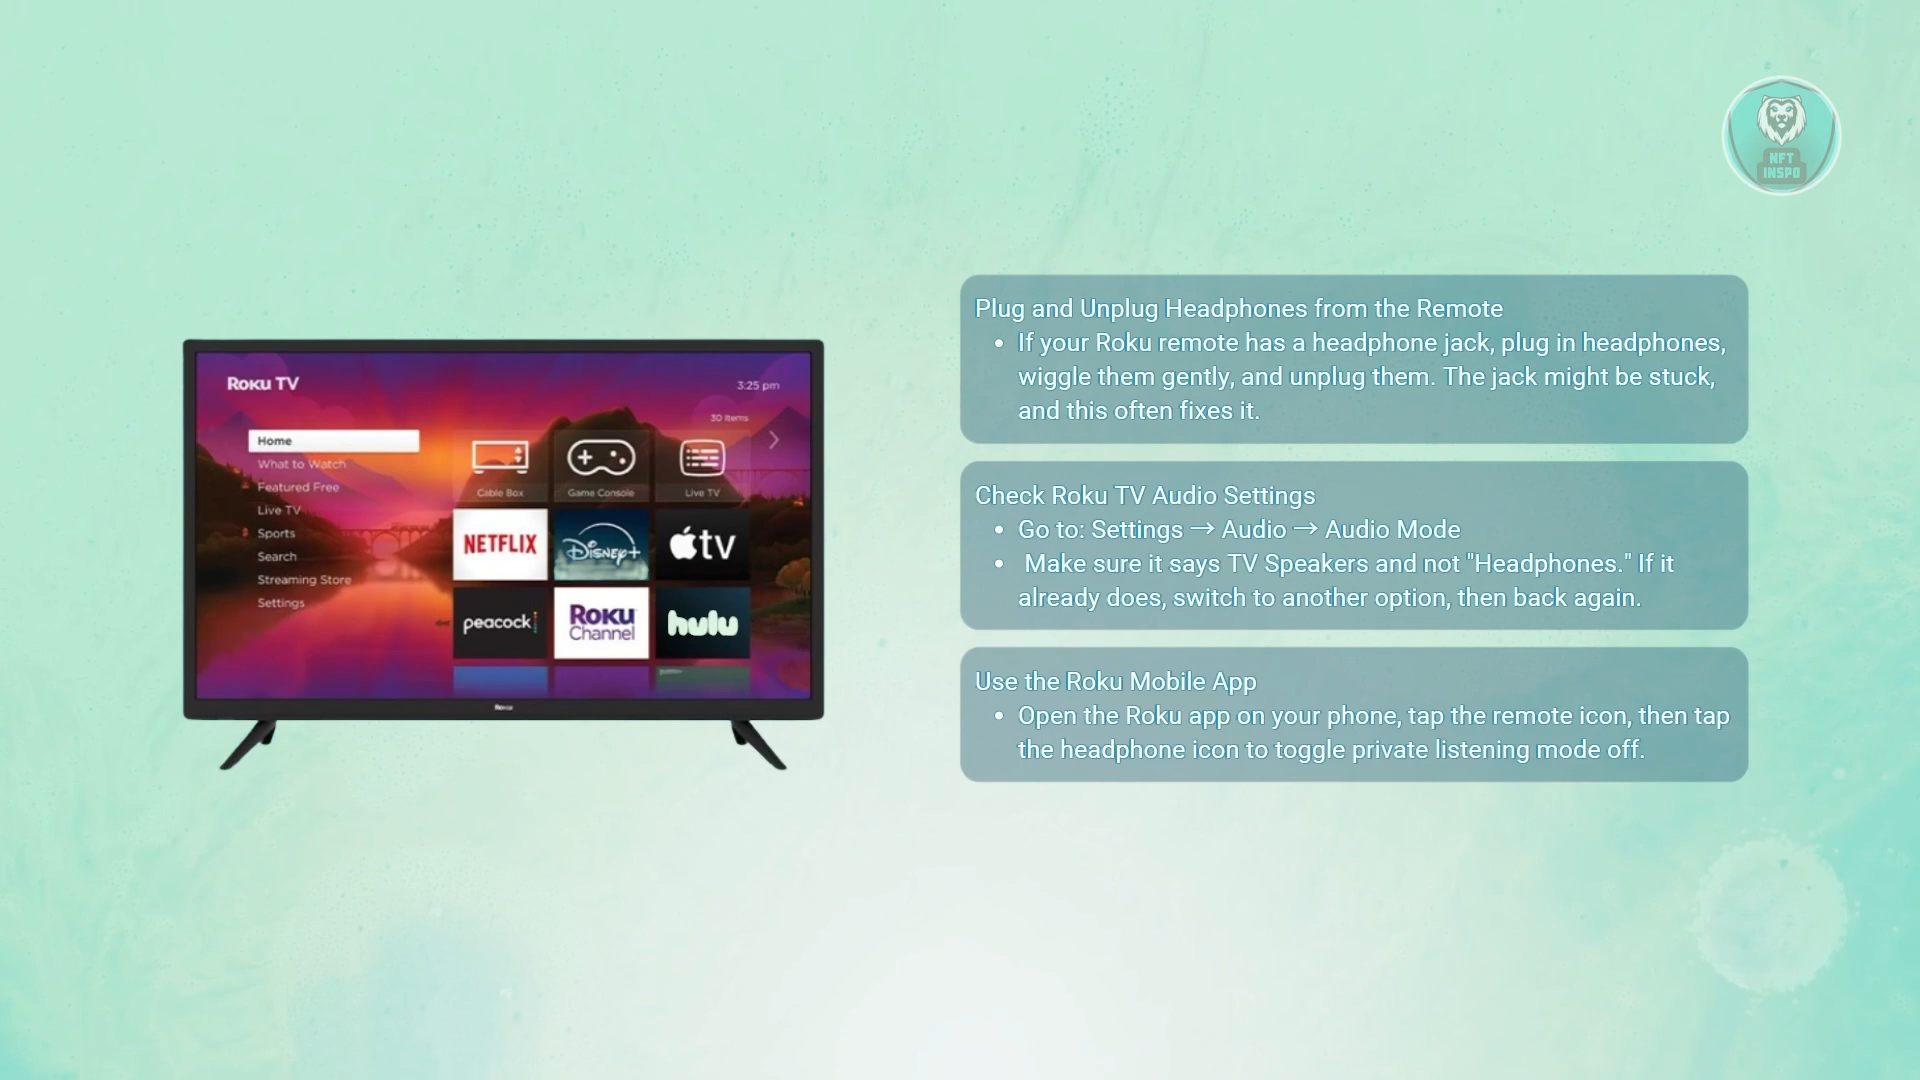 NFT
INSPO
Roku TV
3:25 pm
30 Items
Home
What to Watch
Featured Free
Live TV
Sports
Search
Streaming Store
Settings
Cable Box
Game Console
Live TV
NETFLIX
Disney+
tv
peacock
Roku
Channel
hulu
Roku
Plug and Unplug Headphones from the Remote
• If your Roku remote has a headphone jack, plug in headphones,
wiggle them gently, and unplug them. The jack might be stuck,
and this often fixes it.
Check Roku TV Audio Settings
• Go to: Settings → Audio → Audio Mode
• Make sure it says TV Speakers and not "Headphones." If it
already does, switch to another option, then back again.
Use the Roku Mobile App
• Open the Roku app on your phone, tap the remote icon, then tap
the headphone icon to toggle private listening mode off.